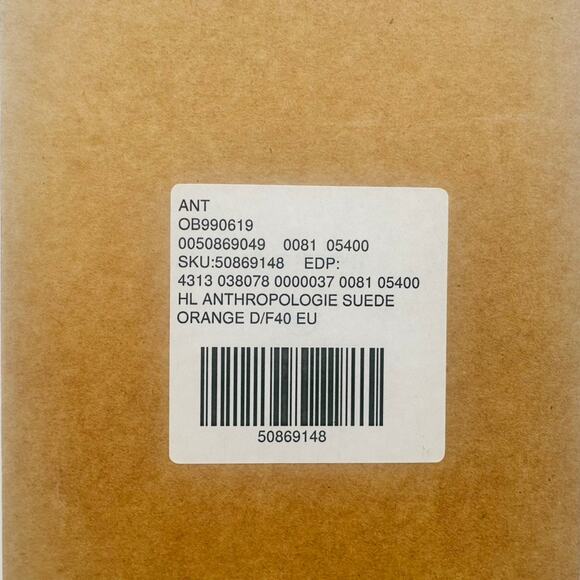 ANT
OB990619
0050869049 0081 05400
SKU:50869148 EDP:
4313 038078 0000037 0081 05400
HL ANTHROPOLOGIE SUEDE
ORANGE D/F40 EU
50869148